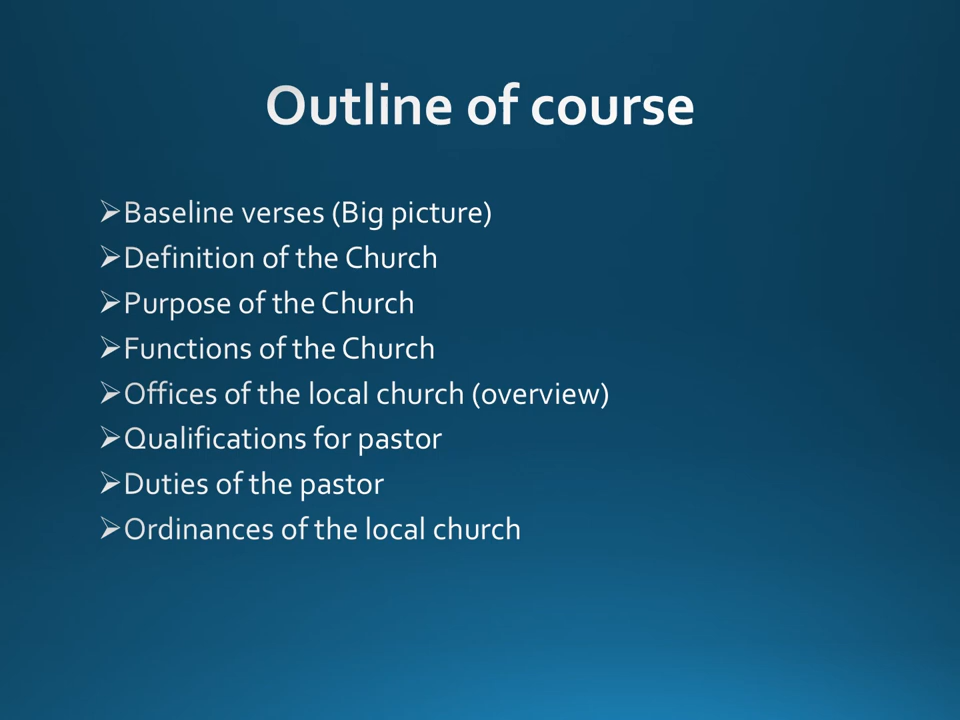 Outline of course
➢Baseline verses (Big picture)
➢Definition of the Church
➢Purpose of the Church
➢Functions of the Church
➢Offices of the local church (overview)
➢Qualifications for pastor
➢Duties of the pastor
➢Ordinances of the local church